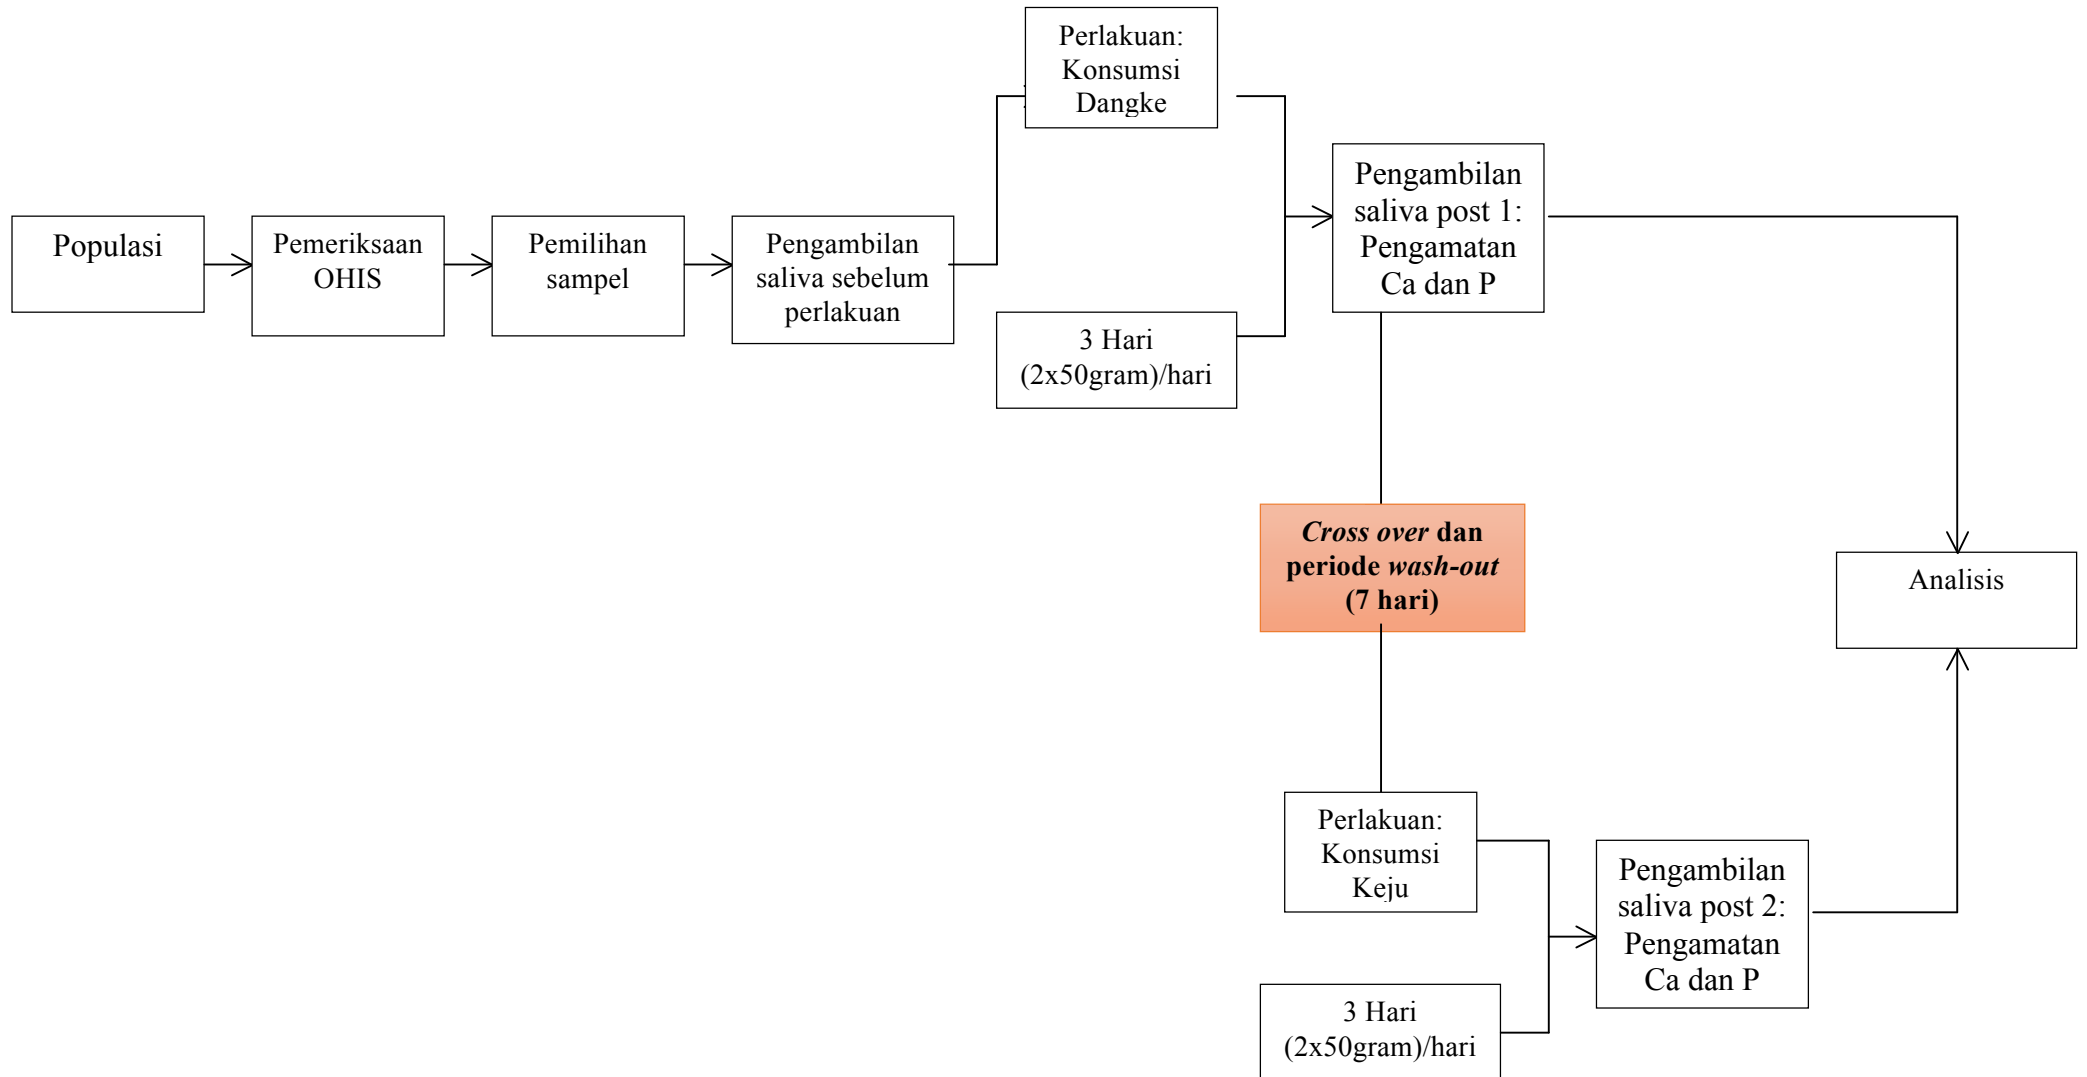 Populasi
Pemeriksaan
OHIS
Pemilihan
sampel
Pengambilan
saliva sebelum
perlakuan
Perlakuan:
Konsumsi
Dangke
3 Hari
(2x50gram)/hari
Pengambilan
saliva post 1:
Pengamatan
Ca dan P
Cross over dan
periode wash-out
(7 hari)
Perlakuan:
Konsumsi
Keju
3 Hari
(2x50gram)/hari
Pengambilan
saliva post 2:
Pengamatan
Ca dan P
Analisis